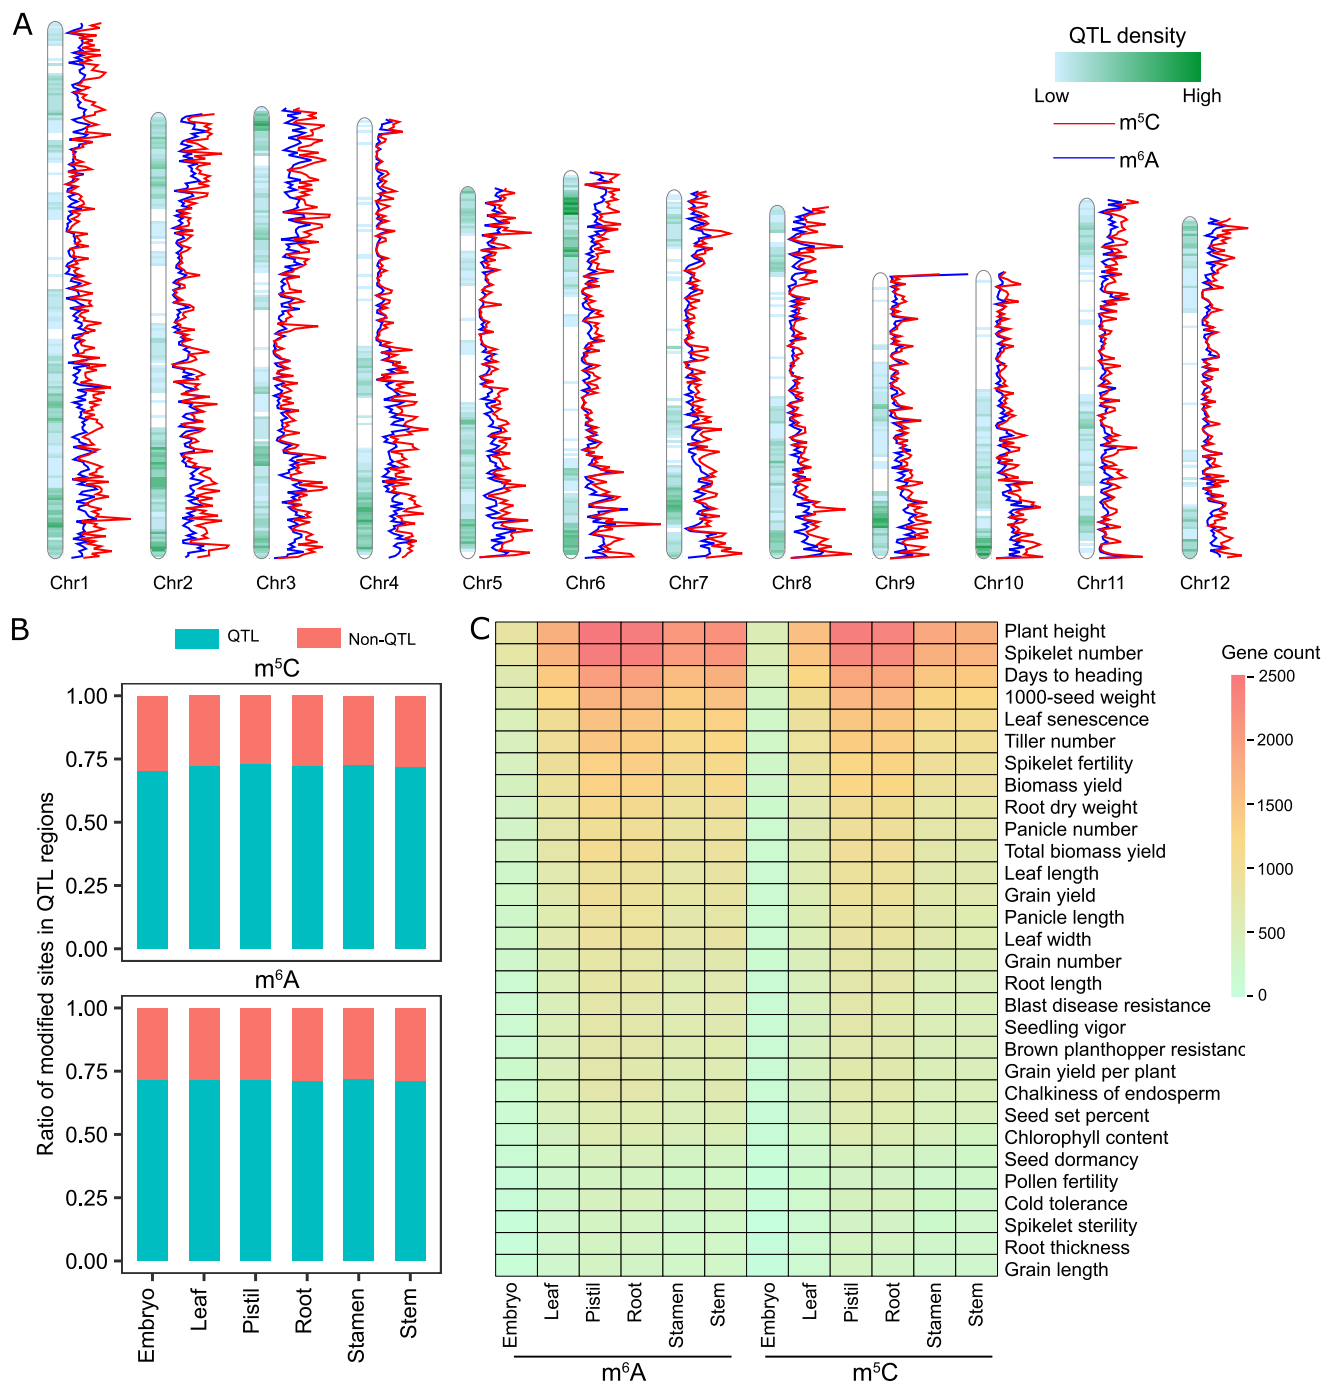 A
QTL density
Low High
m⁵C
m⁶A
Chr1 Chr2 Chr3 Chr4 Chr5 Chr6 Chr7 Chr8 Chr9 Chr10 Chr11 Chr12
B
QTL Non-QTL
m⁵C
1.00
0.75
0.50
0.25
0.00
m⁶A
1.00
0.75
0.50
0.25
0.00
Ratio of modified sites in QTL regions
Embryo Leaf Pistil Root Stamen Stem
C
Plant height
Spikelet number
Days to heading
1000-seed weight
Leaf senescence
Tiller number
Spikelet fertility
Biomass yield
Root dry weight
Panicle number
Total biomass yield
Leaf length
Grain yield
Panicle length
Leaf width
Grain number
Root length
Blast disease resistance
Seedling vigor
Brown planthopper resistanc
Grain yield per plant
Chalkiness of endosperm
Seed set percent
Chlorophyll content
Seed dormancy
Pollen fertility
Cold tolerance
Spikelet sterility
Root thickness
Grain length
Gene count
2500
2000
1500
1000
500
0
Embryo Leaf Pistil Root Stamen Stem Embryo Leaf Pistil Root Stamen Stem
m⁶A m⁵C